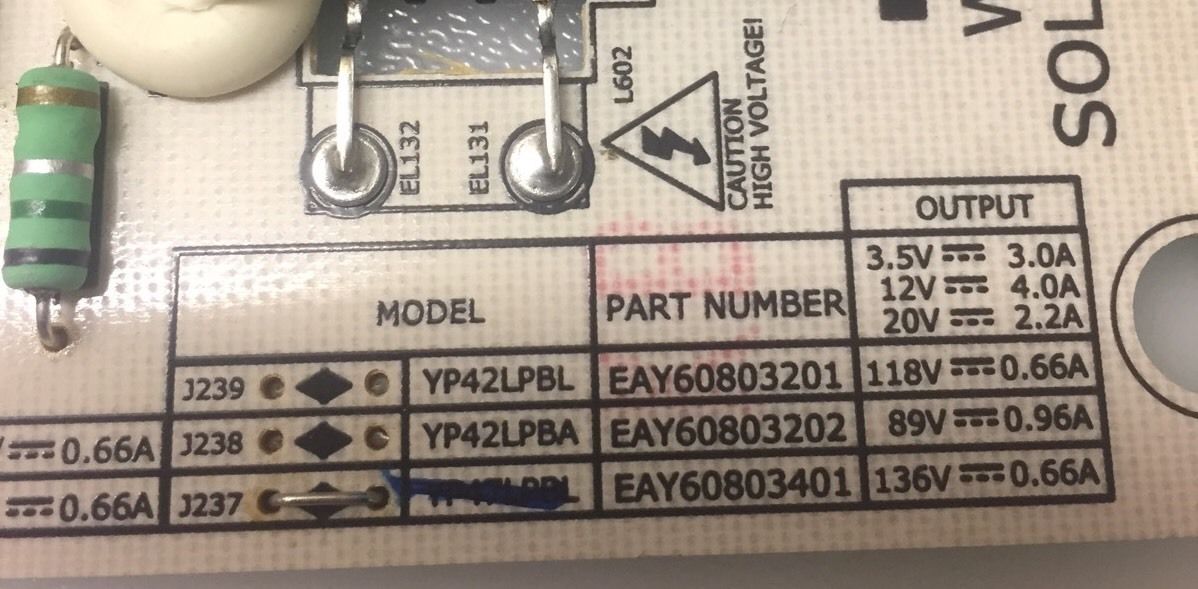 SOL
L602
CAUTION
HIGH VOLTAGE!
EL132
EL131
OUTPUT
3.5V ⎓ 3.0A
12V ⎓ 4.0A
20V ⎓ 2.2A
MODEL
PART NUMBER
J239 YP42LPBL EAY60803201 118V ⎓ 0.66A
V ⎓ 0.66A J238 YP42LPBA EAY60803202 89V ⎓ 0.96A
⎓ 0.66A J237 EAY60803401 136V ⎓ 0.66A